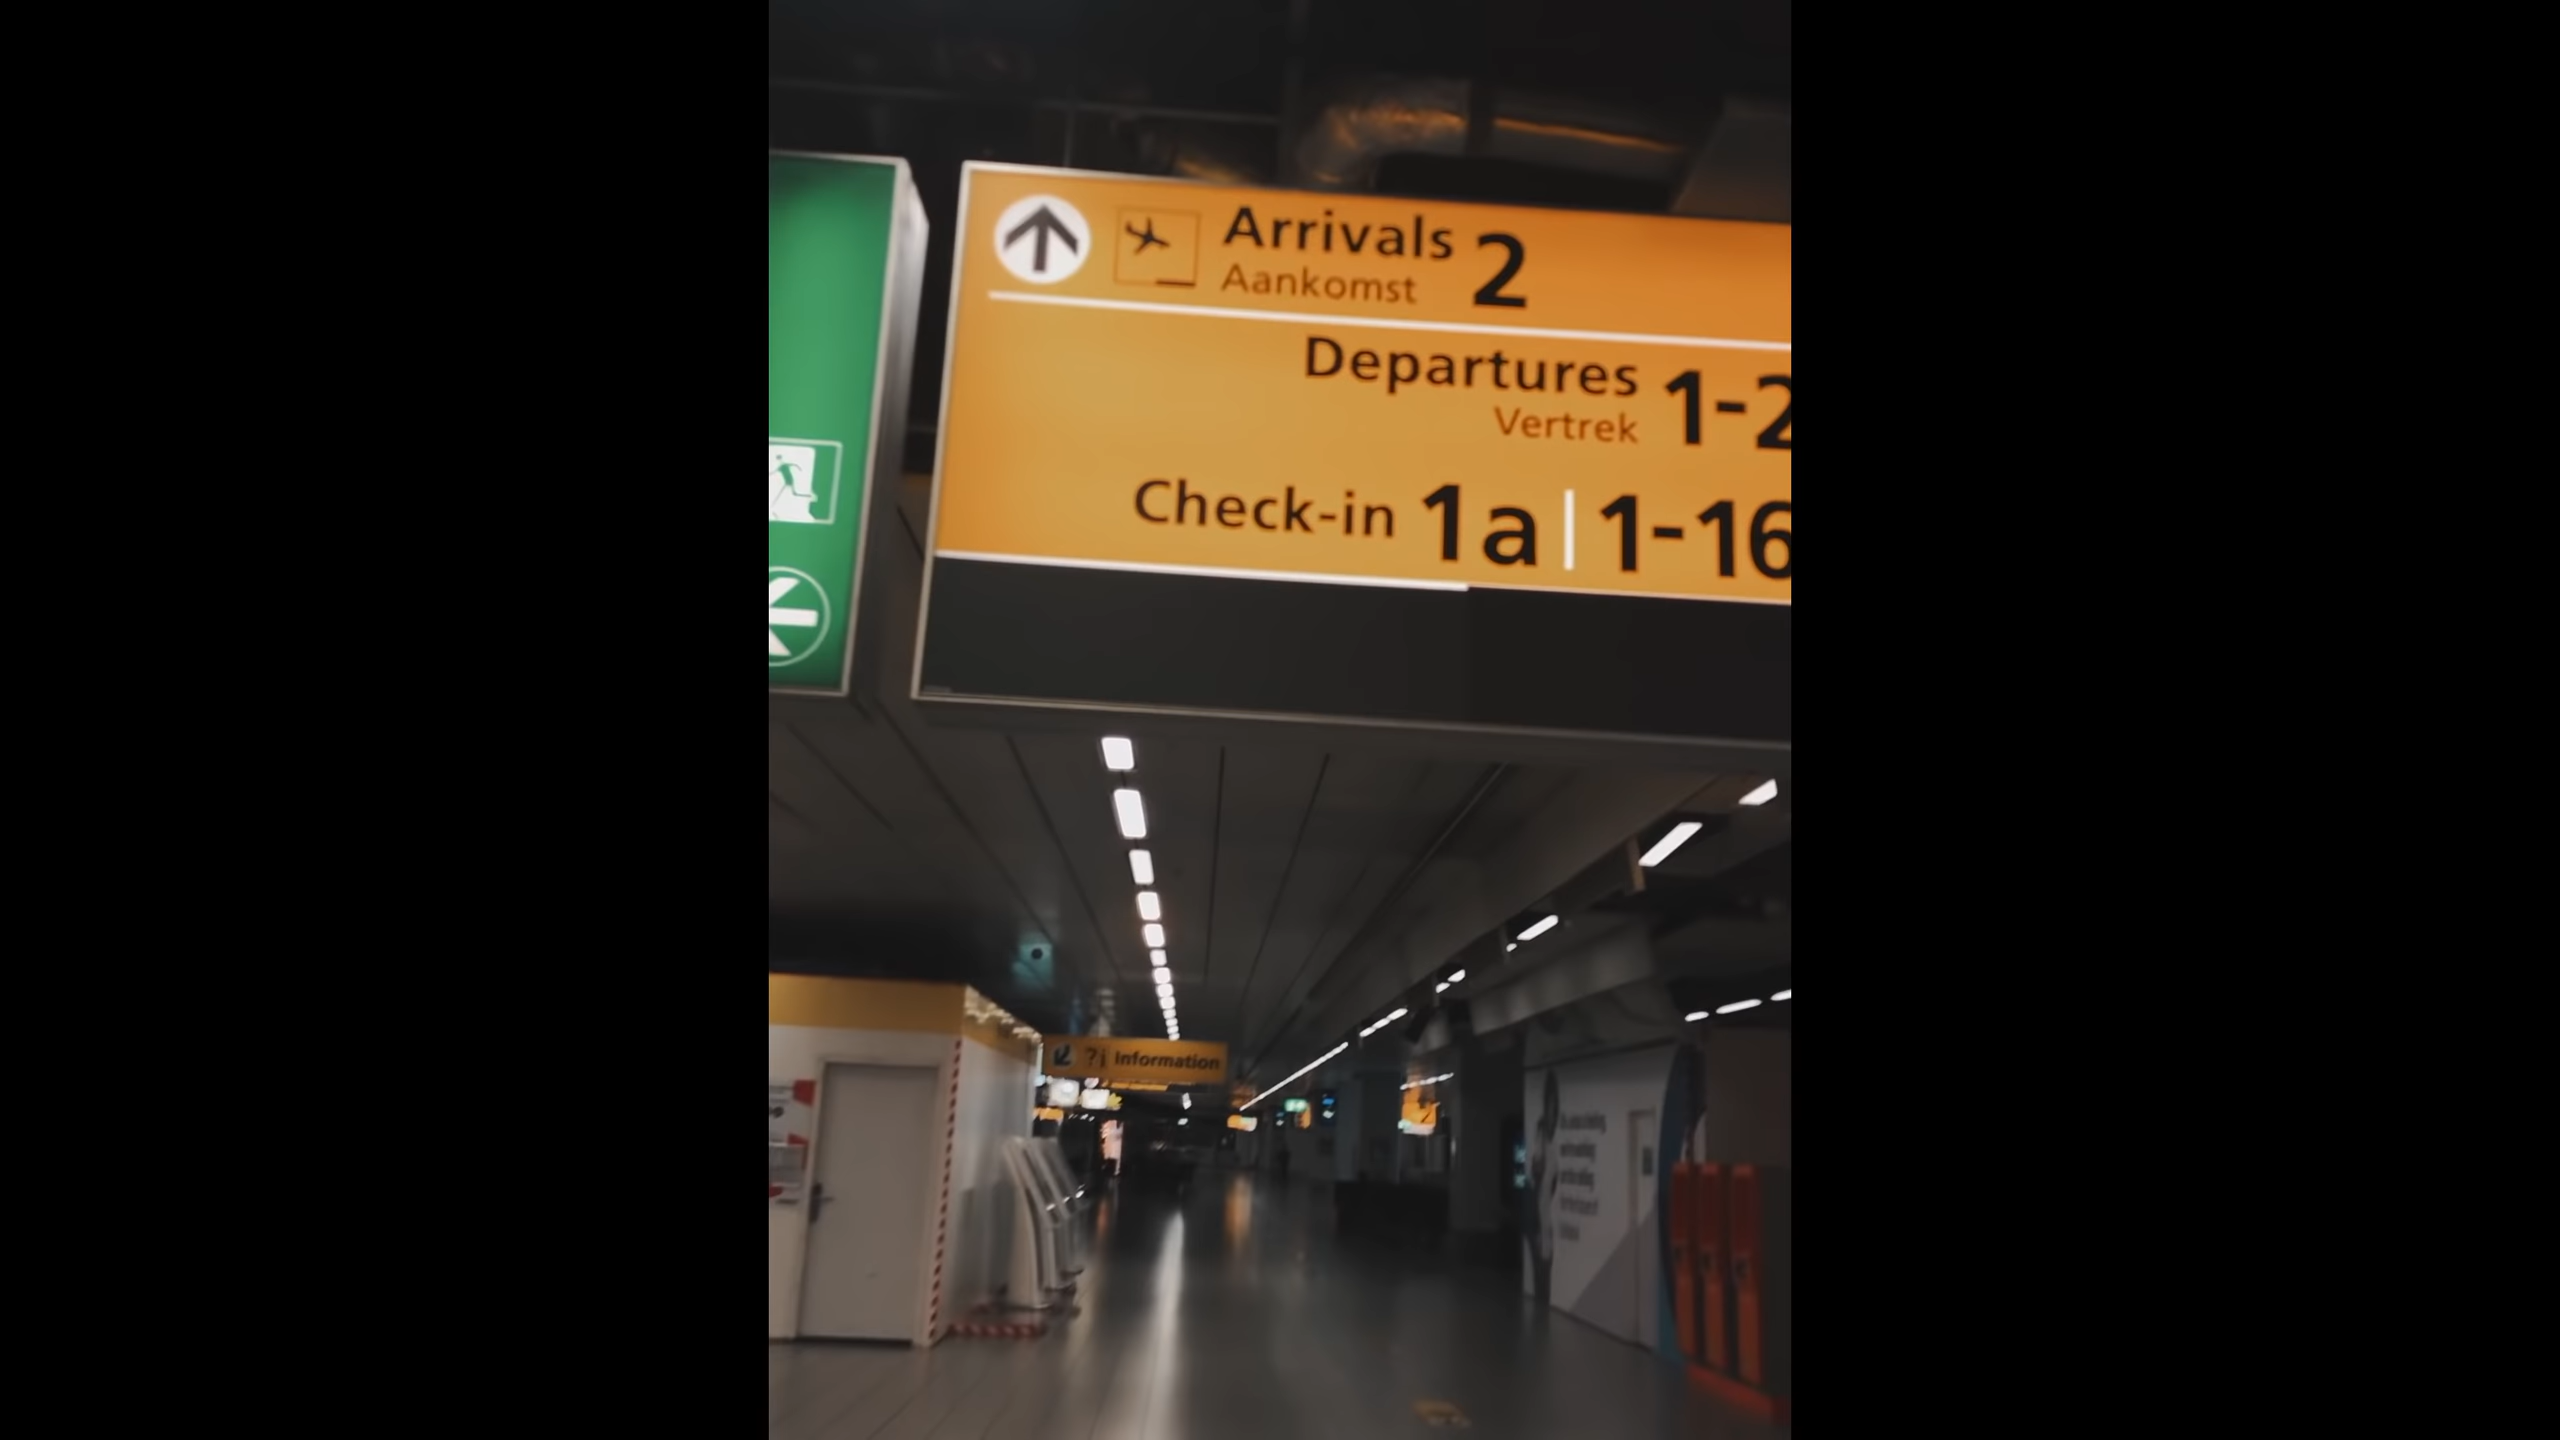 Arrivals 2
Aankomst
Departures 1-2
Vertrek
Check-in 1a | 1-16
?i Information